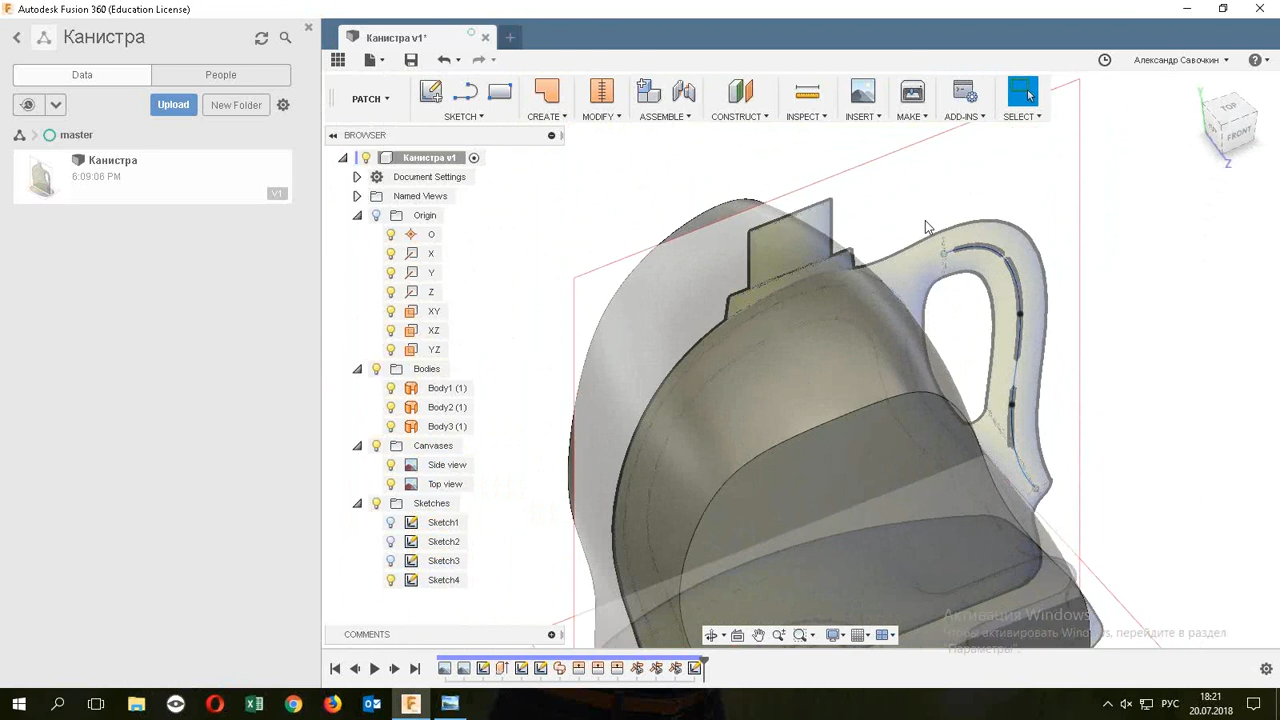 Autodesk Fusion 360 (Education License)
Канистра
Data
People
Upload
New Folder
master
Канистра
6:09:06 PM
V1
Канистра v1*
Александр Савочкин
PATCH
SKETCH
CREATE
MODIFY
ASSEMBLE
CONSTRUCT
INSPECT
INSERT
MAKE
ADD-INS
SELECT
BROWSER
Канистра v1
Document Settings
Named Views
Origin
O
X
Y
Z
XY
XZ
YZ
Bodies
Body1 (1)
Body2 (1)
Body3 (1)
Canvases
Side view
Top view
Sketches
Sketch1
Sketch2
Sketch3
Sketch4
TOP
FRONT
Z
Активация Windows
Чтобы активировать Windows, перейдите в раздел
"Параметры".
COMMENTS
РУС
18:21
20.07.2018